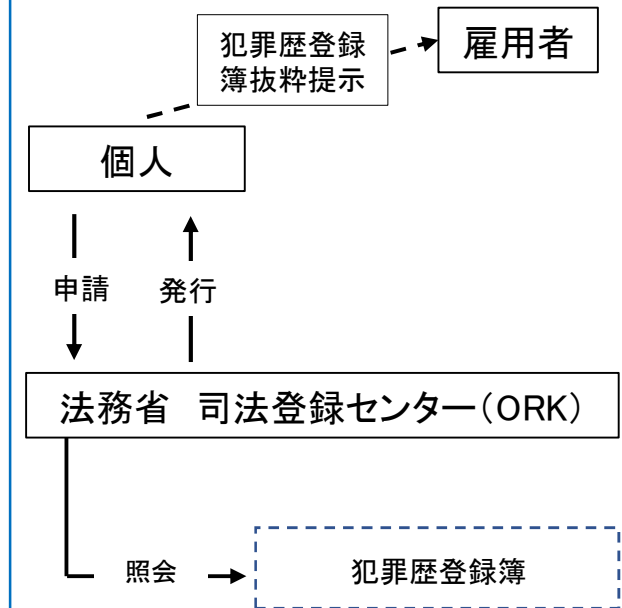 犯罪歴登録
簿抜粋提示
雇用者
個人
申請
発行
法務省　司法登録センター（ORK）
照会
犯罪歴登録簿